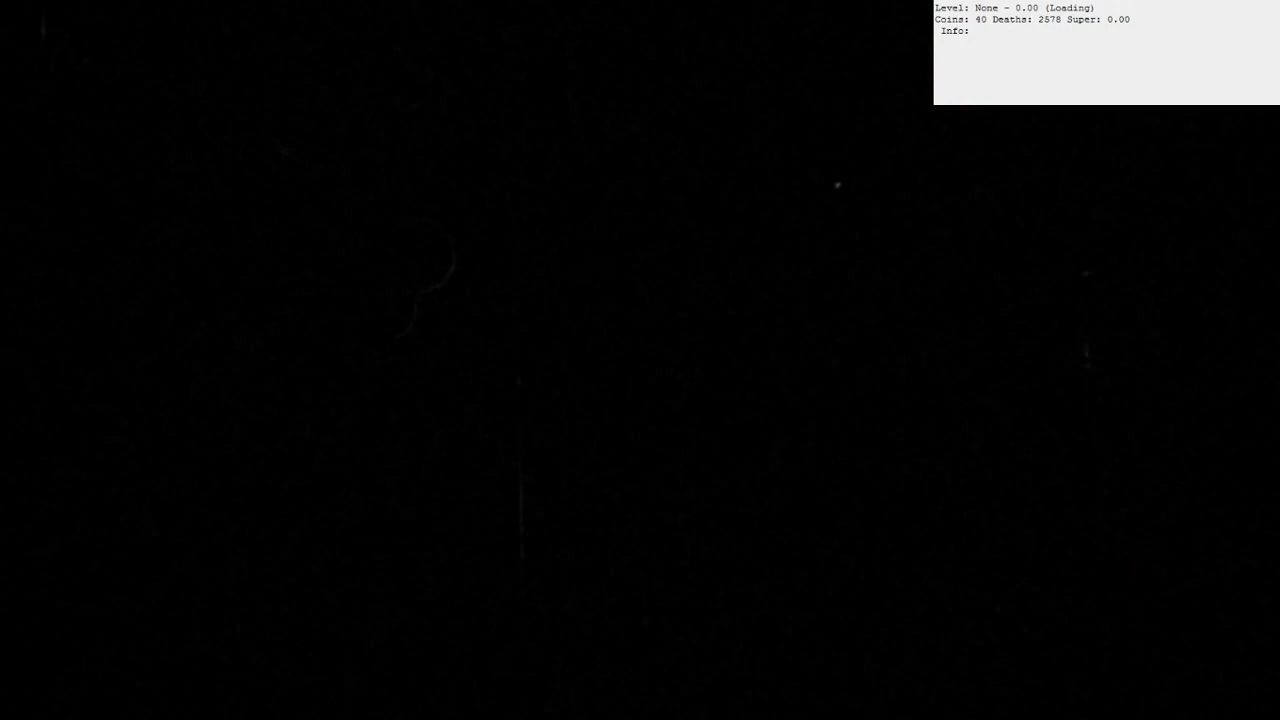 Level: None - 0.00 (Loading)
Coins: 40 Deaths: 2578 Super: 0.00
Info: